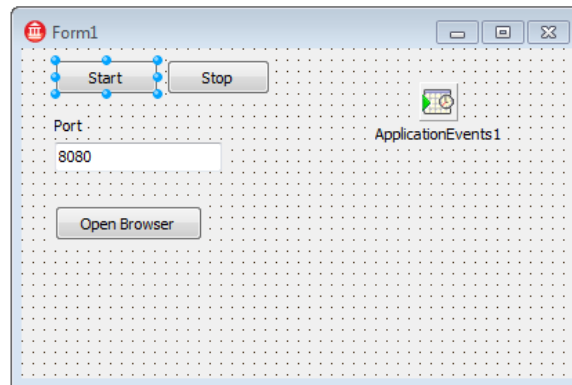 Form1
Start Stop
ApplicationEvents1
Port
8080
Open Browser